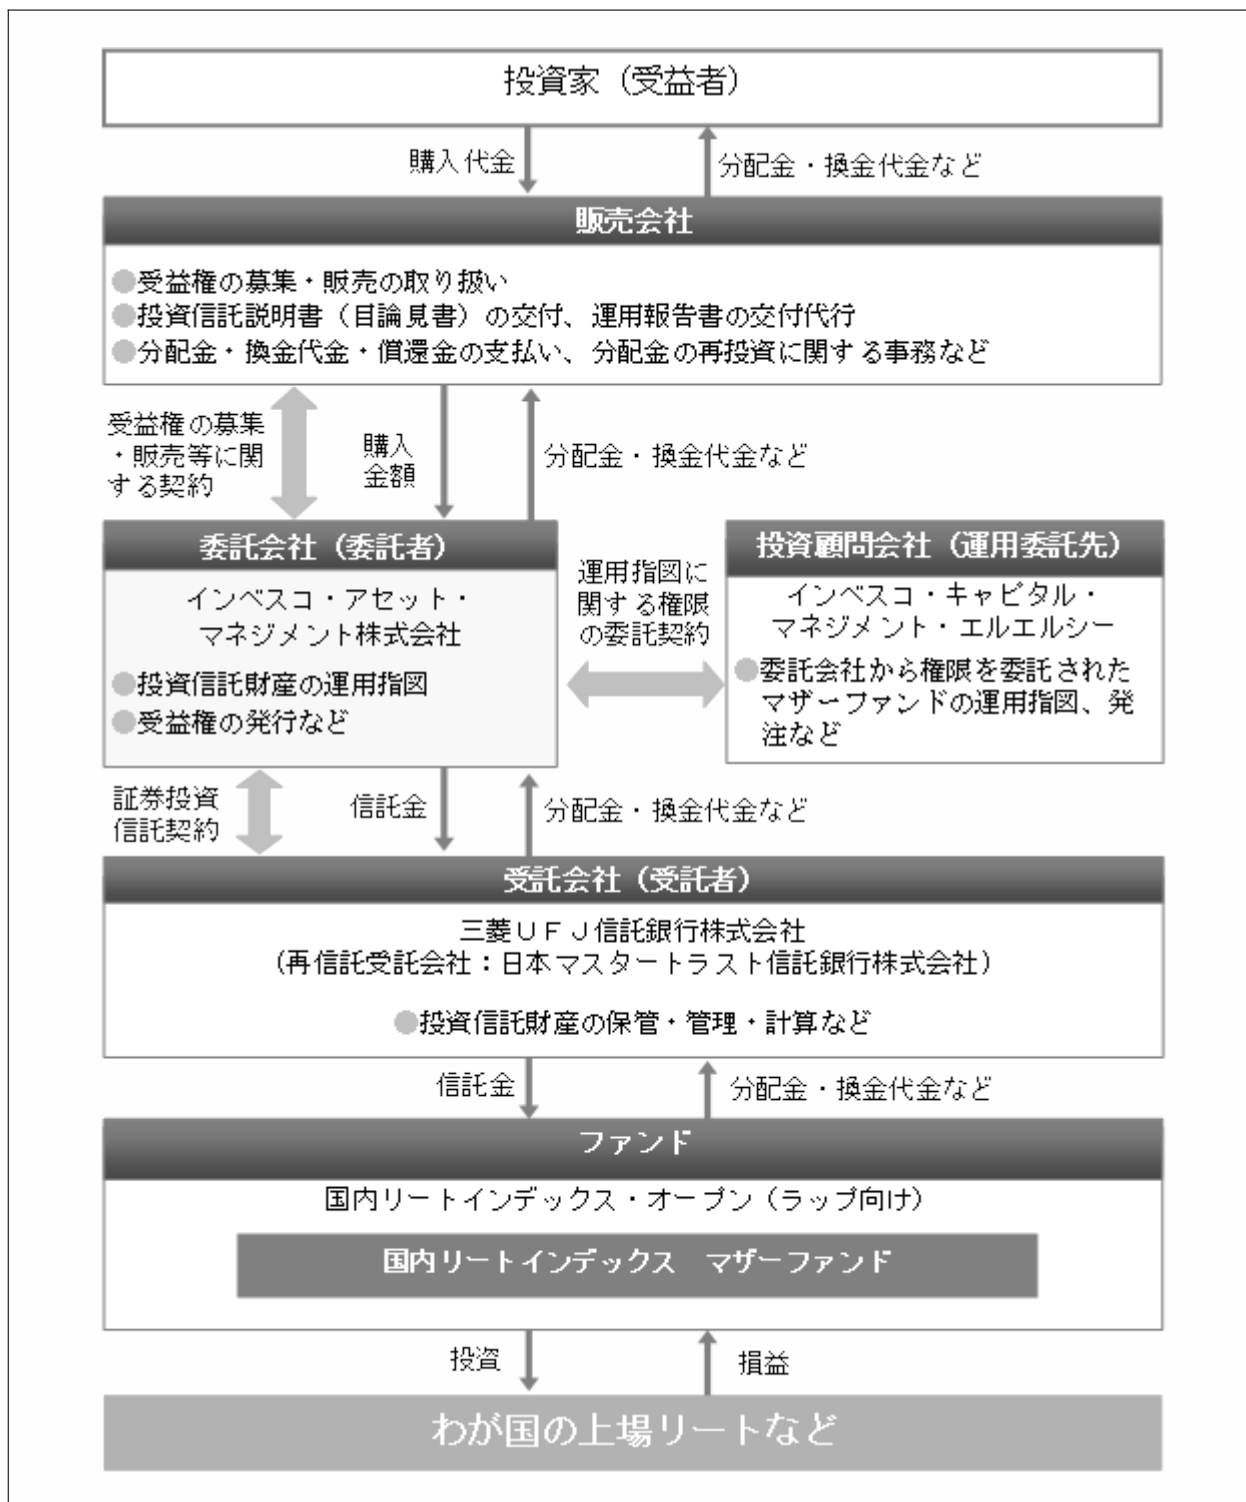 投資家（受益者）
購入代金
分配金・換金代金など
販売会社
●受益権の募集・販売の取り扱い
●投資信託説明書（目論見書）の交付、運用報告書の交付代行
●分配金・換金代金・償還金の支払い、分配金の再投資に関する事務など
受益権の募集
・販売等に関
する契約
購入
金額
分配金・換金代金など
委託会社（委託者）
インベスコ・アセット・
マネジメント株式会社
●投資信託財産の運用指図
●受益権の発行など
運用指図に
関する権限
の委託契約
投資顧問会社（運用委託先）
インベスコ・キャピタル・
マネジメント・エルエルシー
●委託会社から権限を委託された
マザーファンドの運用指図、発
注など
証券投資
信託契約
信託金
分配金・換金代金など
受託会社（受託者）
三菱ＵＦＪ信託銀行株式会社
（再信託受託会社：日本マスタートラスト信託銀行株式会社）
●投資信託財産の保管・管理・計算など
信託金
分配金・換金代金など
ファンド
国内リートインデックス・オープン（ラップ向け）
国内リートインデックス　マザーファンド
投資
損益
わが国の上場リートなど